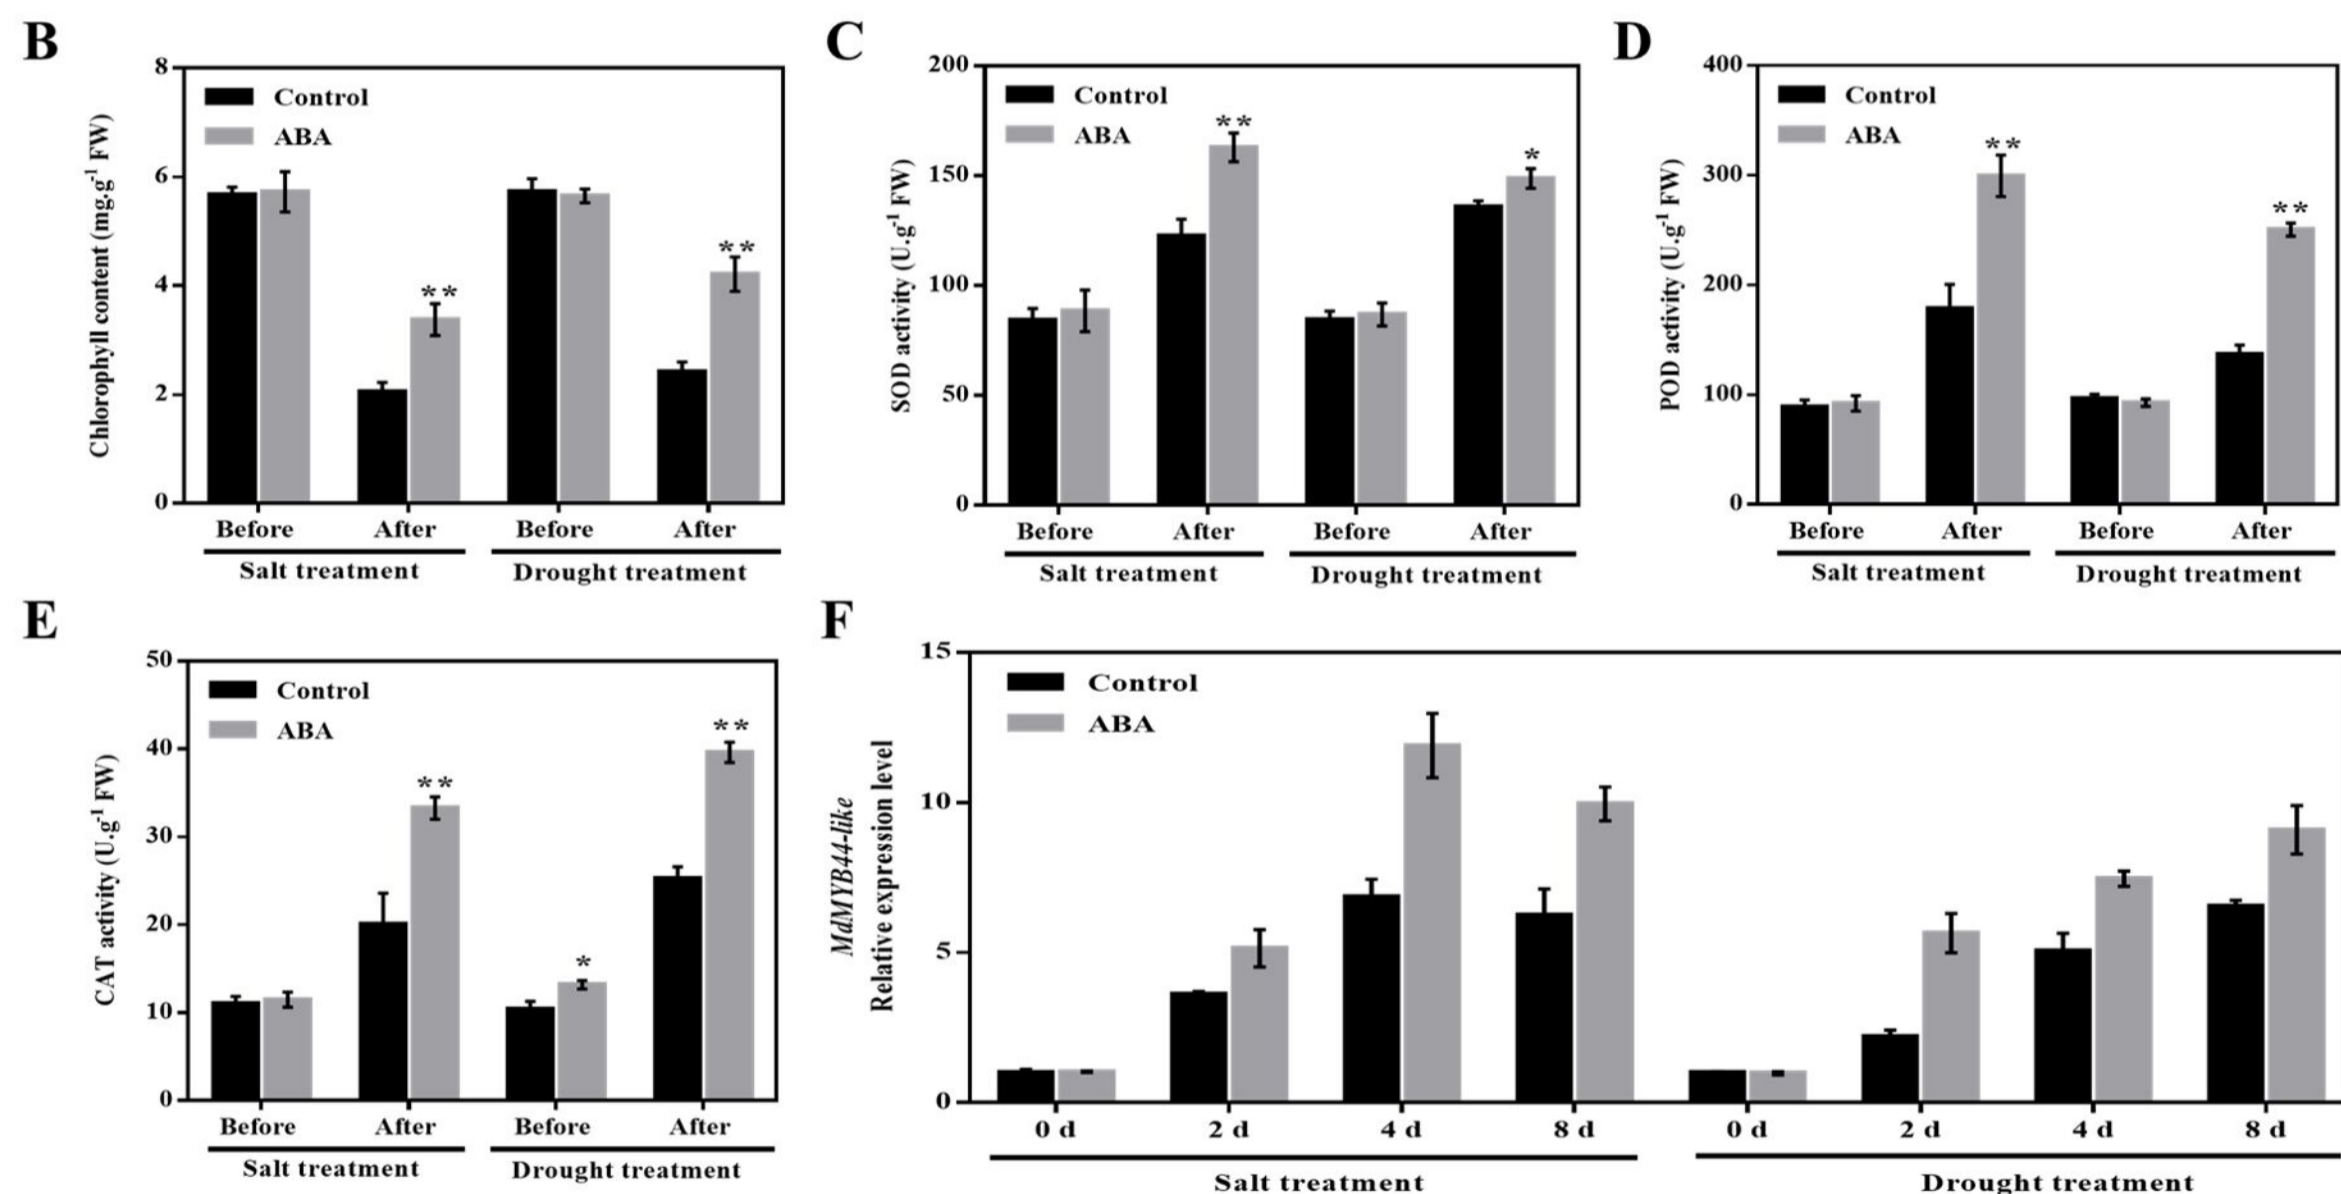 B
Chlorophyll content (mg.g-1 FW)
8
6
4
2
0
Control
ABA
**
**
Before After Before After
Salt treatment Drought treatment
C
SOD activity (U.g-1 FW)
200
150
100
50
0
Control
ABA
**
*
Before After Before After
Salt treatment Drought treatment
D
POD activity (U.g-1 FW)
400
300
200
100
0
Control
ABA
**
**
Before After Before After
Salt treatment Drought treatment
E
CAT activity (U.g-1 FW)
50
40
30
20
10
0
Control
ABA
**
*
**
Before After Before After
Salt treatment Drought treatment
F
MdMYB44-like
Relative expression level
15
10
5
0
Control
ABA
0 d 2 d 4 d 8 d 0 d 2 d 4 d 8 d
Salt treatment Drought treatment